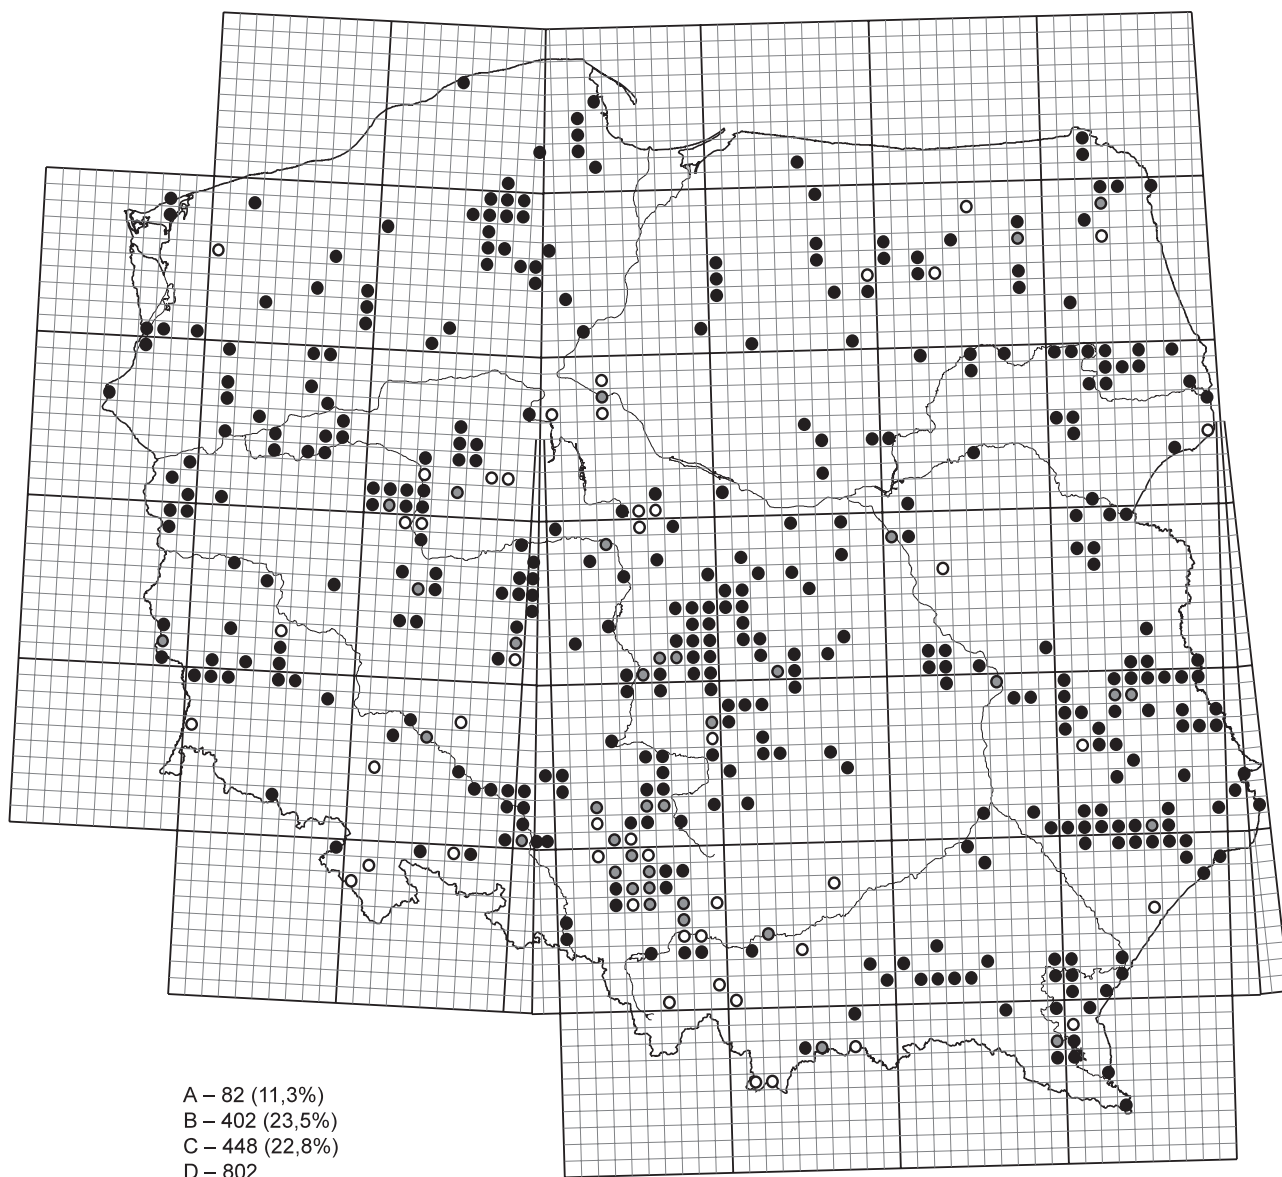 A – 82 (11,3%)
B – 402 (23,5%)
C – 448 (22,8%)
D – 802